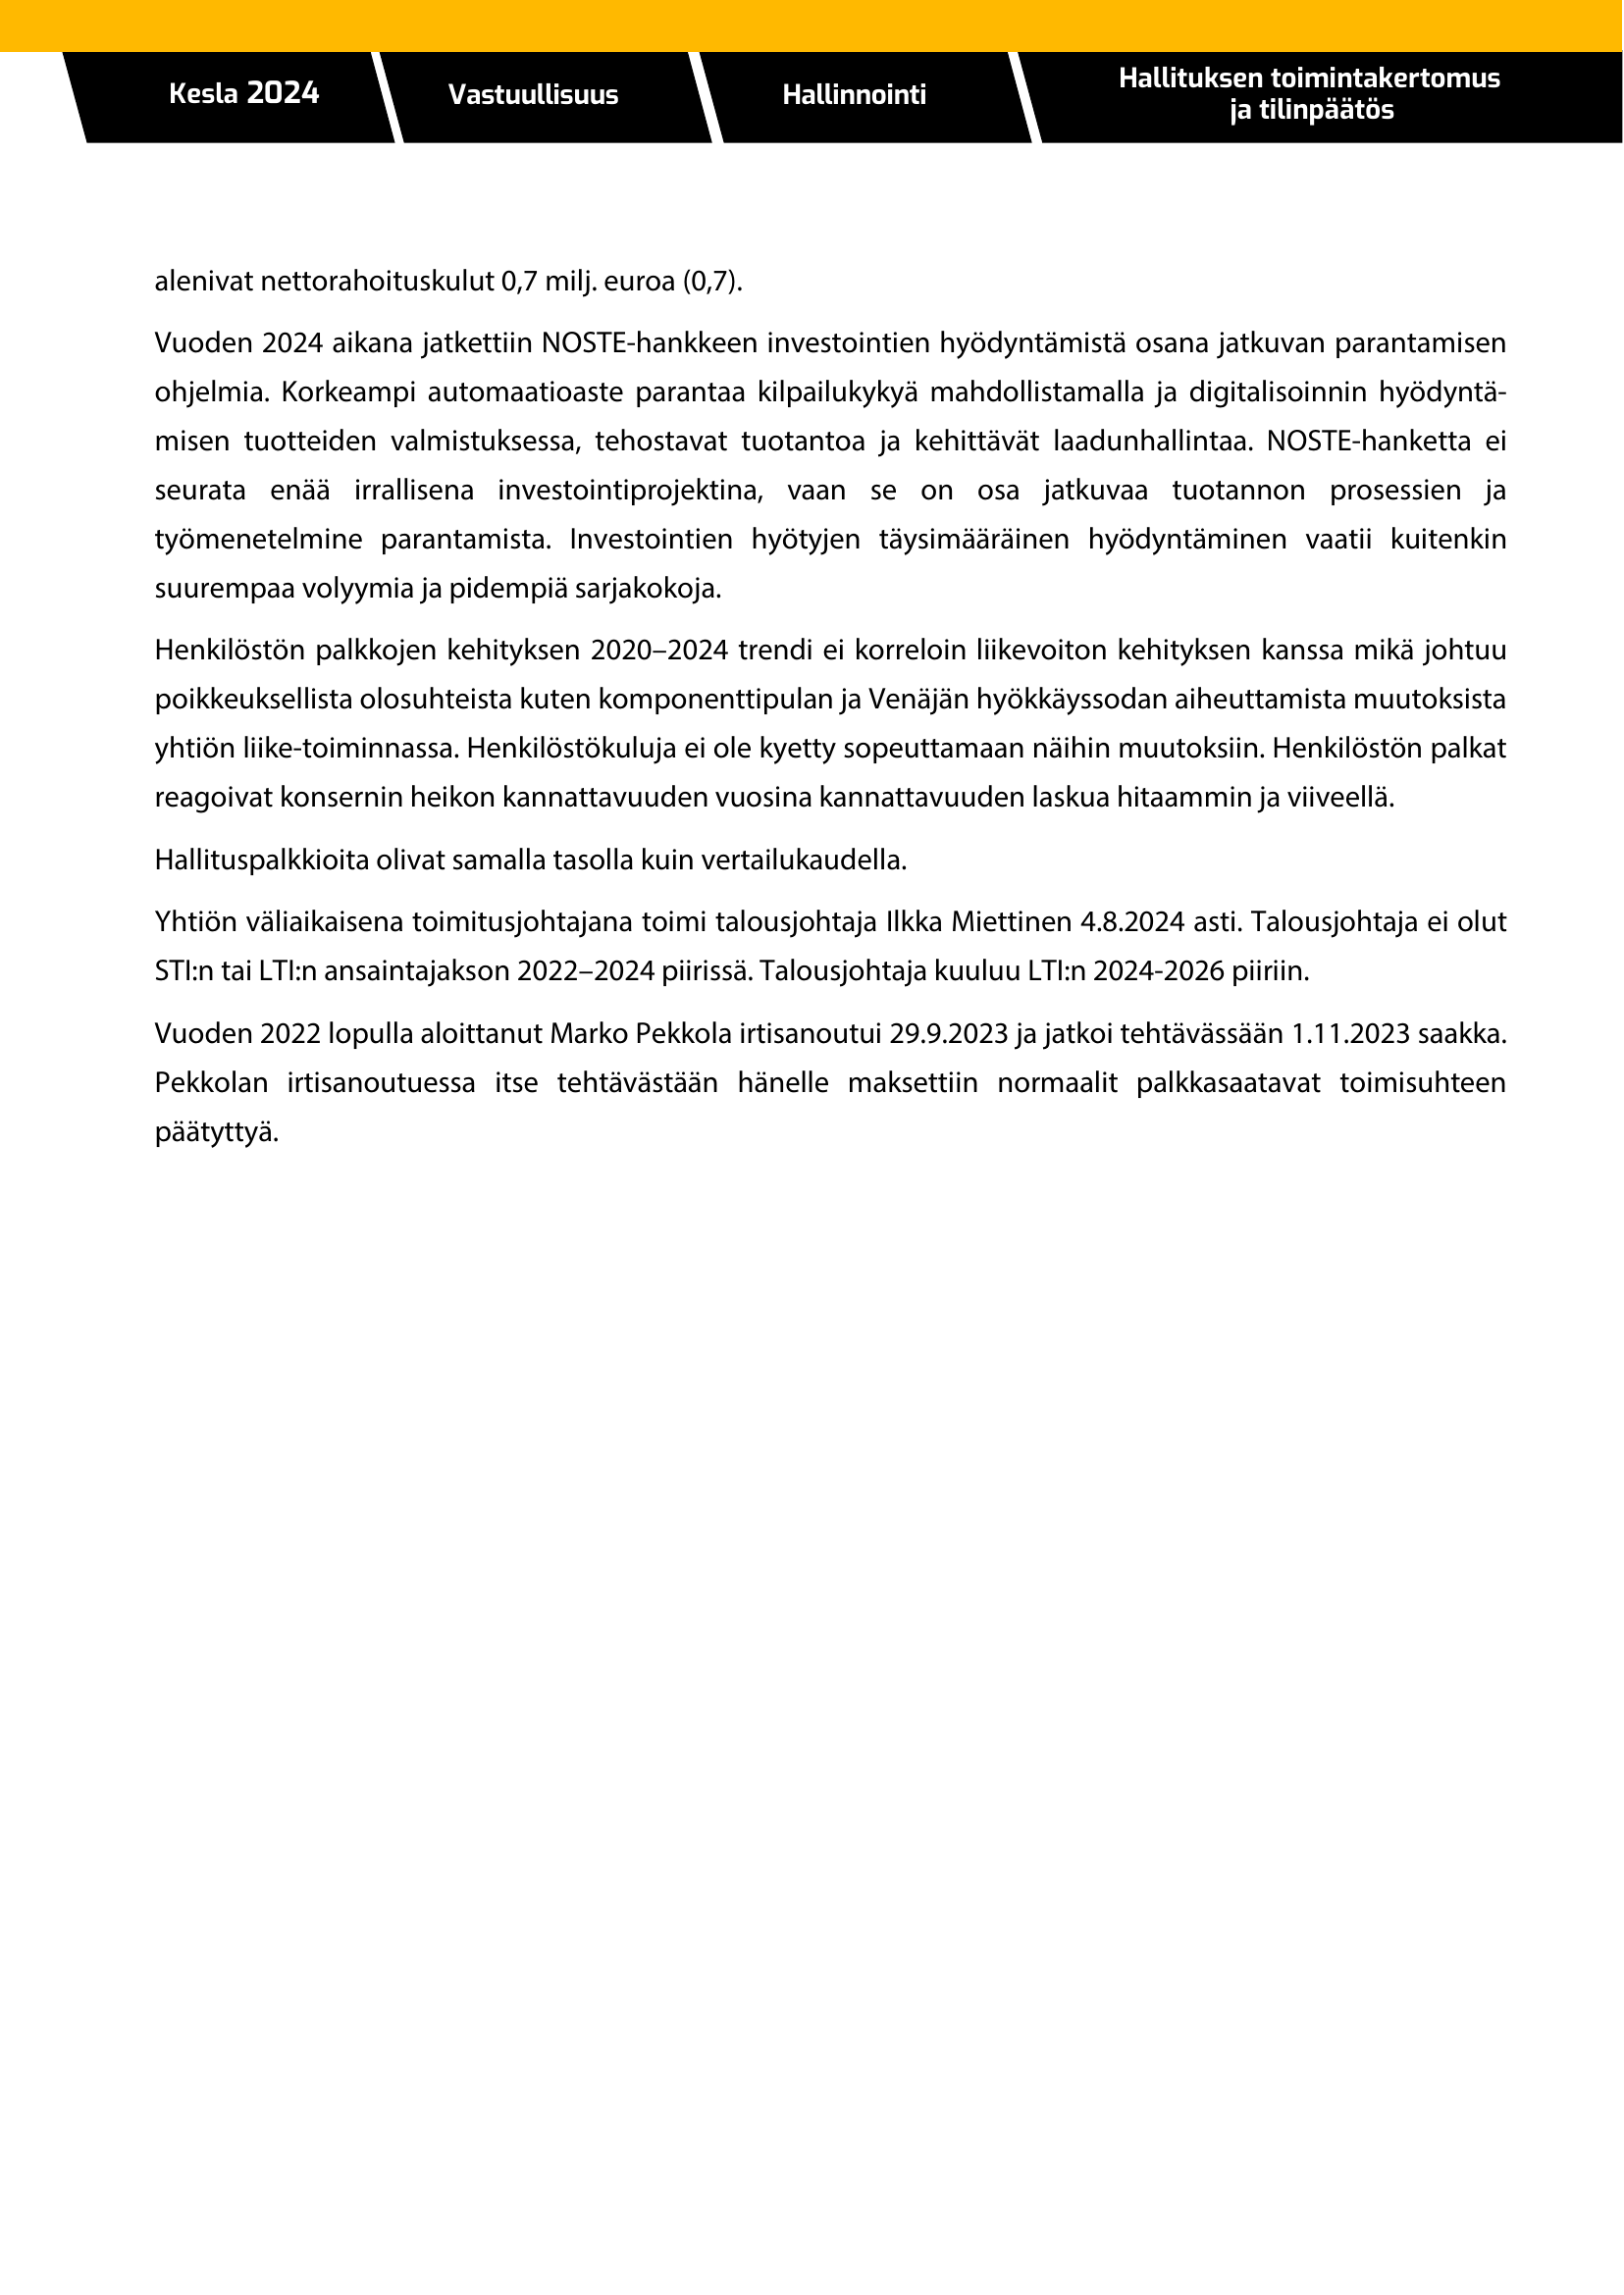 Kesla 2024
Vastuullisuus
Hallinnointi
Hallituksen toimintakertomus
ja tilinpäätös
alenivat nettorahoituskulut 0,7 milj. euroa (0,7).
Vuoden 2024 aikana jatkettiin NOSTE-hankkeen investointien hyödyntämistä osana jatkuvan parantamisen
ohjelmia. Korkeampi automaatioaste parantaa kilpailukykyä mahdollistamalla ja digitalisoinnin hyödyntä-
misen tuotteiden valmistuksessa, tehostavat tuotantoa ja kehittävät laadunhallintaa. NOSTE-hanketta ei
seurata enää irrallisena investointiprojektina, vaan se on osa jatkuvaa tuotannon prosessien ja
työmenetelmine parantamista. Investointien hyötyjen täysimääräinen hyödyntäminen vaatii kuitenkin
suurempaa volyymia ja pidempiä sarjakokoja.
Henkilöstön palkkojen kehityksen 2020–2024 trendi ei korreloin liikevoiton kehityksen kanssa mikä johtuu
poikkeuksellista olosuhteista kuten komponenttipulan ja Venäjän hyökkäyssodan aiheuttamista muutoksista
yhtiön liike-toiminnassa. Henkilöstökuluja ei ole kyetty sopeuttamaan näihin muutoksiin. Henkilöstön palkat
reagoivat konsernin heikon kannattavuuden vuosina kannattavuuden laskua hitaammin ja viiveellä.
Hallituspalkkioita olivat samalla tasolla kuin vertailukaudella.
Yhtiön väliaikaisena toimitusjohtajana toimi talousjohtaja Ilkka Miettinen 4.8.2024 asti. Talousjohtaja ei olut
STI:n tai LTI:n ansaintajakson 2022–2024 piirissä. Talousjohtaja kuuluu LTI:n 2024-2026 piiriin.
Vuoden 2022 lopulla aloittanut Marko Pekkola irtisanoutui 29.9.2023 ja jatkoi tehtävässään 1.11.2023 saakka.
Pekkolan irtisanoutuessa itse tehtävästään hänelle maksettiin normaalit palkkasaatavat toimisuhteen
päätyttyä.